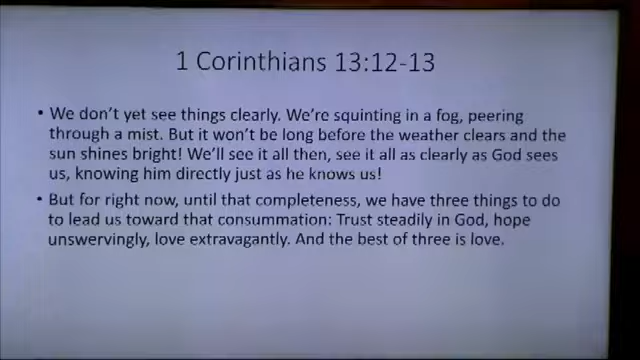 1 Corinthians 13:12-13
• We don't yet see things clearly. We're squinting in a fog, peering
through a mist. But it won't be long before the weather clears and the
sun shines bright! We'll see it all then, see it all as clearly as God sees
us, knowing him directly just as he knows us!
• But for right now, until that completeness, we have three things to do
to lead us toward that consummation: Trust steadily in God, hope
unswervingly, love extravagantly. And the best of three is love.